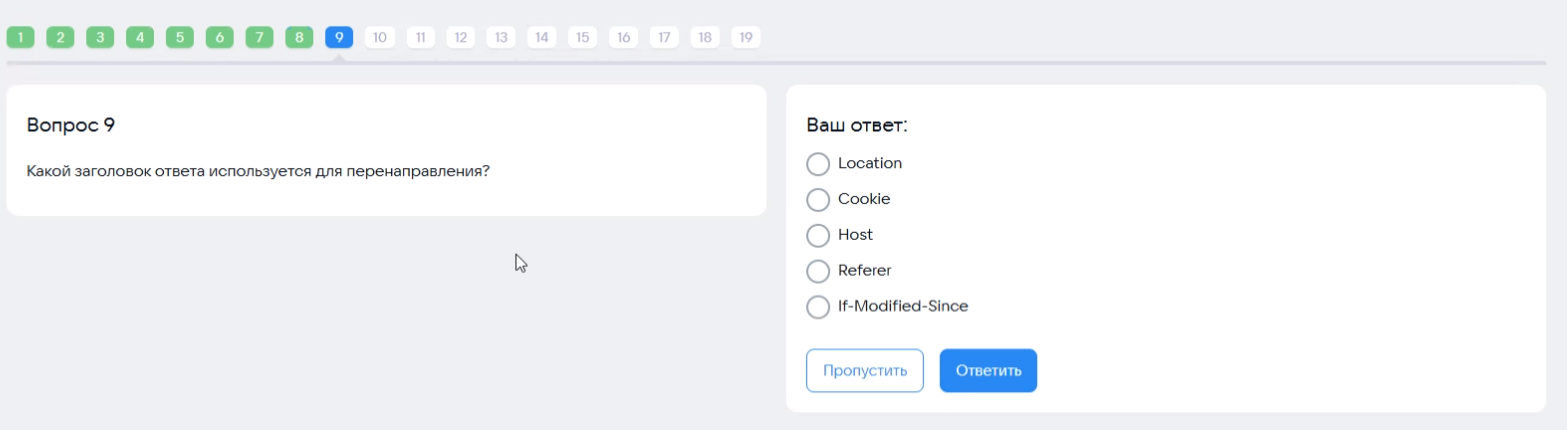 1 2 3 4 5 6 7 8 9 10 11 12 13 14 15 16 17 18 19
Вопрос 9
Какой заголовок ответа используется для перенаправления?
Ваш ответ:
Location
Cookie
Host
Referer
If-Modified-Since
Пропустить Ответить